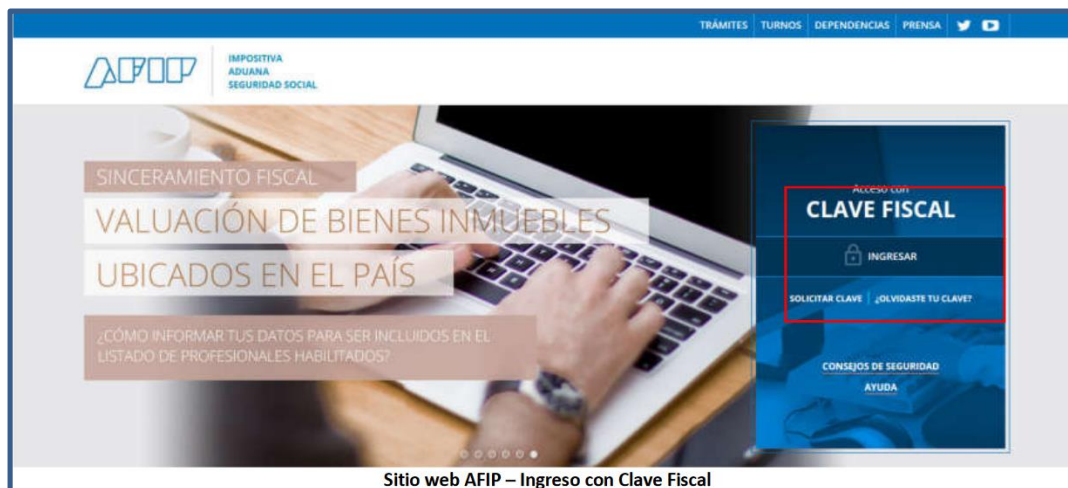 TRÁMITES TURNOS DEPENDENCIAS PRENSA
AFIP
IMPOSITIVA
ADUANA
SEGURIDAD SOCIAL
SINCERAMIENTO FISCAL
VALUACIÓN DE BIENES INMUEBLES
UBICADOS EN EL PAÍS
¿CÓMO INFORMAR TUS DATOS PARA SER INCLUIDOS EN EL
LISTADO DE PROFESIONALES HABILITADOS?
Acceso con
CLAVE FISCAL
INGRESAR
SOLICITAR CLAVE ¿OLVIDASTE TU CLAVE?
CONSEJOS DE SEGURIDAD
AYUDA
Sitio web AFIP – Ingreso con Clave Fiscal